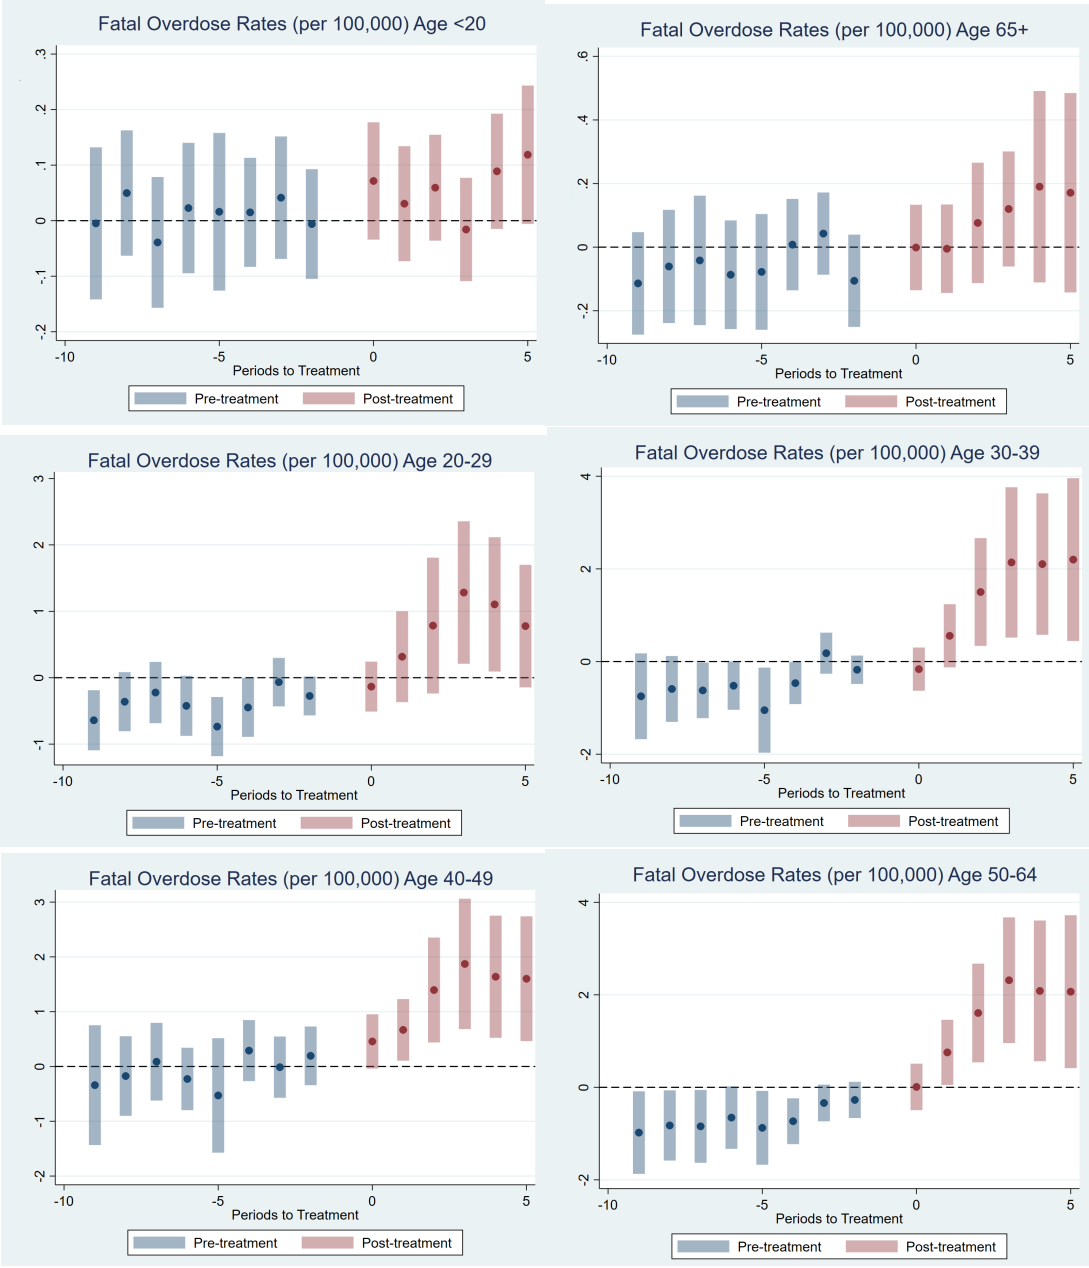 Fatal Overdose Rates (per 100,000) Age <20
.3
.2
.1
0
-.1
-.2
-10 -5 0 5
Periods to Treatment
Pre-treatment Post-treatment
Fatal Overdose Rates (per 100,000) Age 65+
.6
.4
.2
0
-.2
-10 -5 0 5
Periods to Treatment
Pre-treatment Post-treatment
Fatal Overdose Rates (per 100,000) Age 20-29
3
2
1
0
-1
-10 -5 0 5
Periods to Treatment
Pre-treatment Post-treatment
Fatal Overdose Rates (per 100,000) Age 30-39
4
2
0
-2
-10 -5 0 5
Periods to Treatment
Pre-treatment Post-treatment
Fatal Overdose Rates (per 100,000) Age 40-49
3
2
1
0
-1
-2
-10 -5 0 5
Periods to Treatment
Pre-treatment Post-treatment
Fatal Overdose Rates (per 100,000) Age 50-64
4
2
0
-2
-10 -5 0 5
Periods to Treatment
Pre-treatment Post-treatment